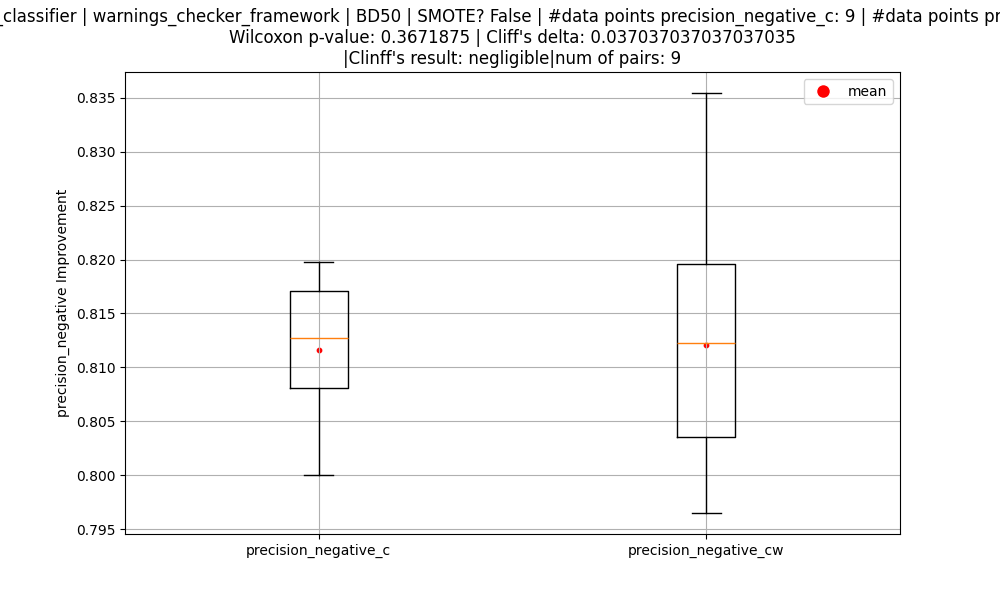 _classifier | warnings_checker_framework | BD50 | SMOTE? False | #data points precision_negative_c: 9 | #data points pr
Wilcoxon p-value: 0.3671875 | Cliff's delta: 0.037037037037037035
|Clinff's result: negligible|num of pairs: 9
mean
0.835
0.830
0.825
0.820
0.815
0.810
0.805
0.800
0.795
precision_negative Improvement
precision_negative_c
precision_negative_cw